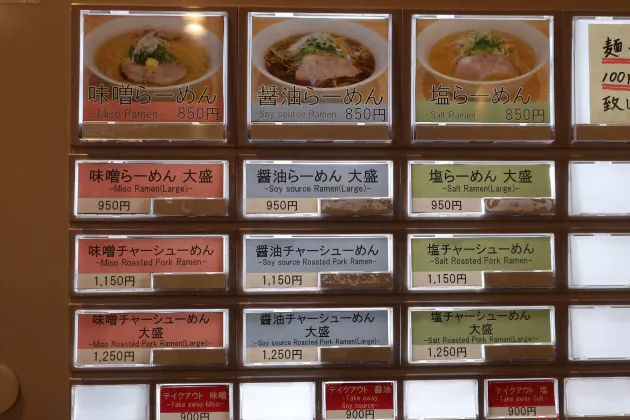 味噌らーめん
-Miso Ramen-
850円
醤油らーめん
-Soy source Ramen-
850円
塩らーめん
-Salt Ramen-
850円
麺
100円
致し
味噌らーめん 大盛
-Miso Ramen(Large)-
950円
醤油らーめん 大盛
-Soy source Ramen(Large)-
950円
塩らーめん 大盛
-Salt Ramen(Large)-
950円
味噌チャーシューめん
-Miso Roasted Pork Ramen-
1,150円
醤油チャーシューめん
-Soy source Roasted Pork Ramen-
1,150円
塩チャーシューめん
-Salt Roasted Pork Ramen-
1,150円
味噌チャーシューめん
大盛
-Miso Roasted Pork Ramen(Large)-
1,250円
醤油チャーシューめん
大盛
-Soy source Roasted Pork Ramen(Large)-
1,250円
塩チャーシューめん
大盛
-Salt Roasted Pork Ramen(Large)-
1,250円
テイクアウト 味噌
-Take away Miso-
900円
テイクアウト 醤油
-Take away
Soy source-
900円
テイクアウト 塩
-Take away Salt-
900円